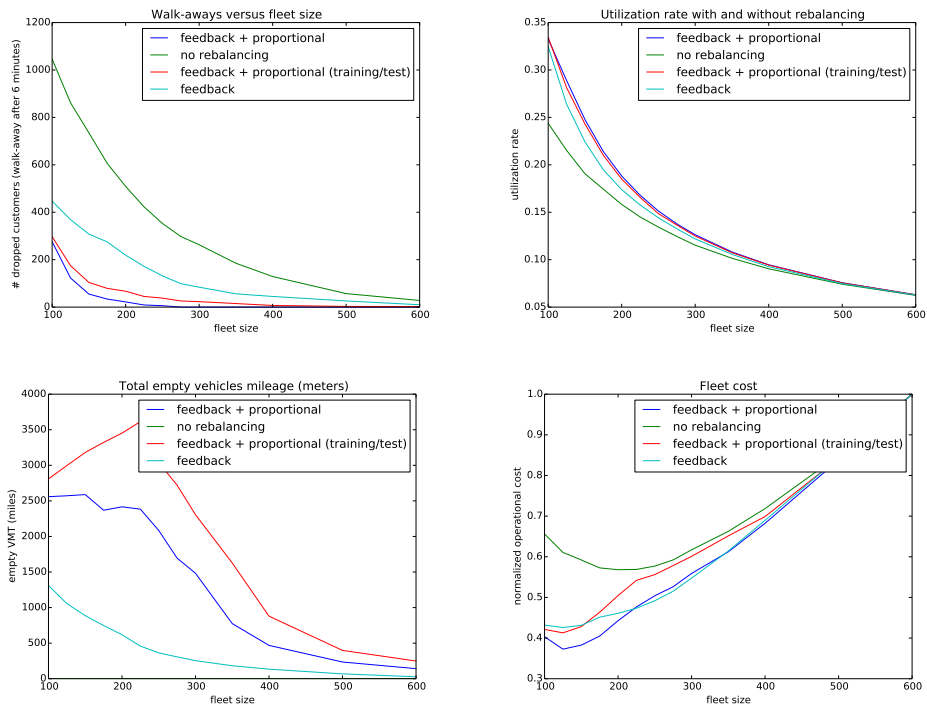 Walk-aways versus fleet size
# dropped customers (walk-away after 6 minutes)
1200
1000
800
600
400
200
0
feedback + proportional
no rebalancing
feedback + proportional (training/test)
feedback
100 200 300 400 500 600
fleet size
Utilization rate with and without rebalancing
utilization rate
0.35
0.30
0.25
0.20
0.15
0.10
0.05
feedback + proportional
no rebalancing
feedback + proportional (training/test)
feedback
100 200 300 400 500 600
fleet size
Total empty vehicles mileage (meters)
empty VMT (miles)
4000
3500
3000
2500
2000
1500
1000
500
0
feedback + proportional
no rebalancing
feedback + proportional (training/test)
feedback
100 200 300 400 500 600
fleet size
Fleet cost
normalized operational cost
1.0
0.9
0.8
0.7
0.6
0.5
0.4
0.3
feedback + proportional
no rebalancing
feedback + proportional (training/test)
feedback
100 200 300 400 500 600
fleet size